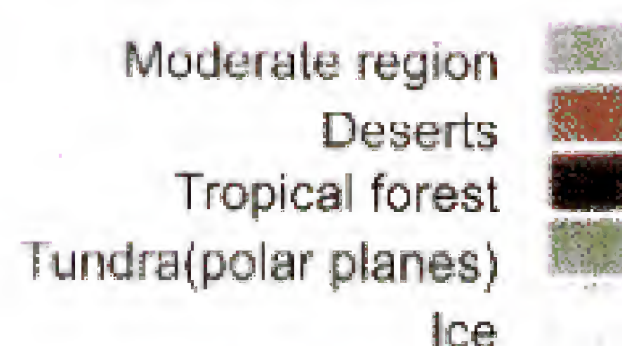 Moderate region
Deserts
Tropical forest
Tundra(polar planes)
Ice